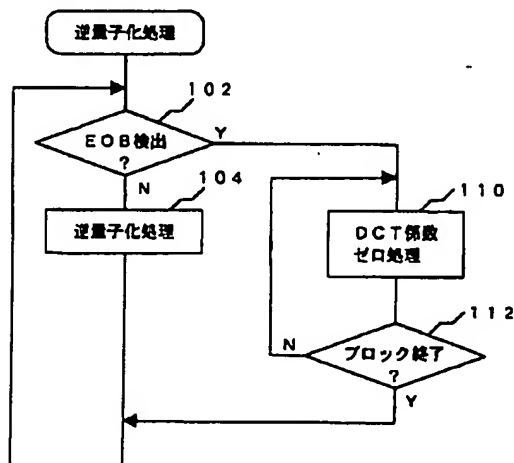 逆量子化処理
102
EOB検出
?
Y
N
104
逆量子化処理
110
DCT係数
ゼロ処理
112
ブロック終了
?
N
Y